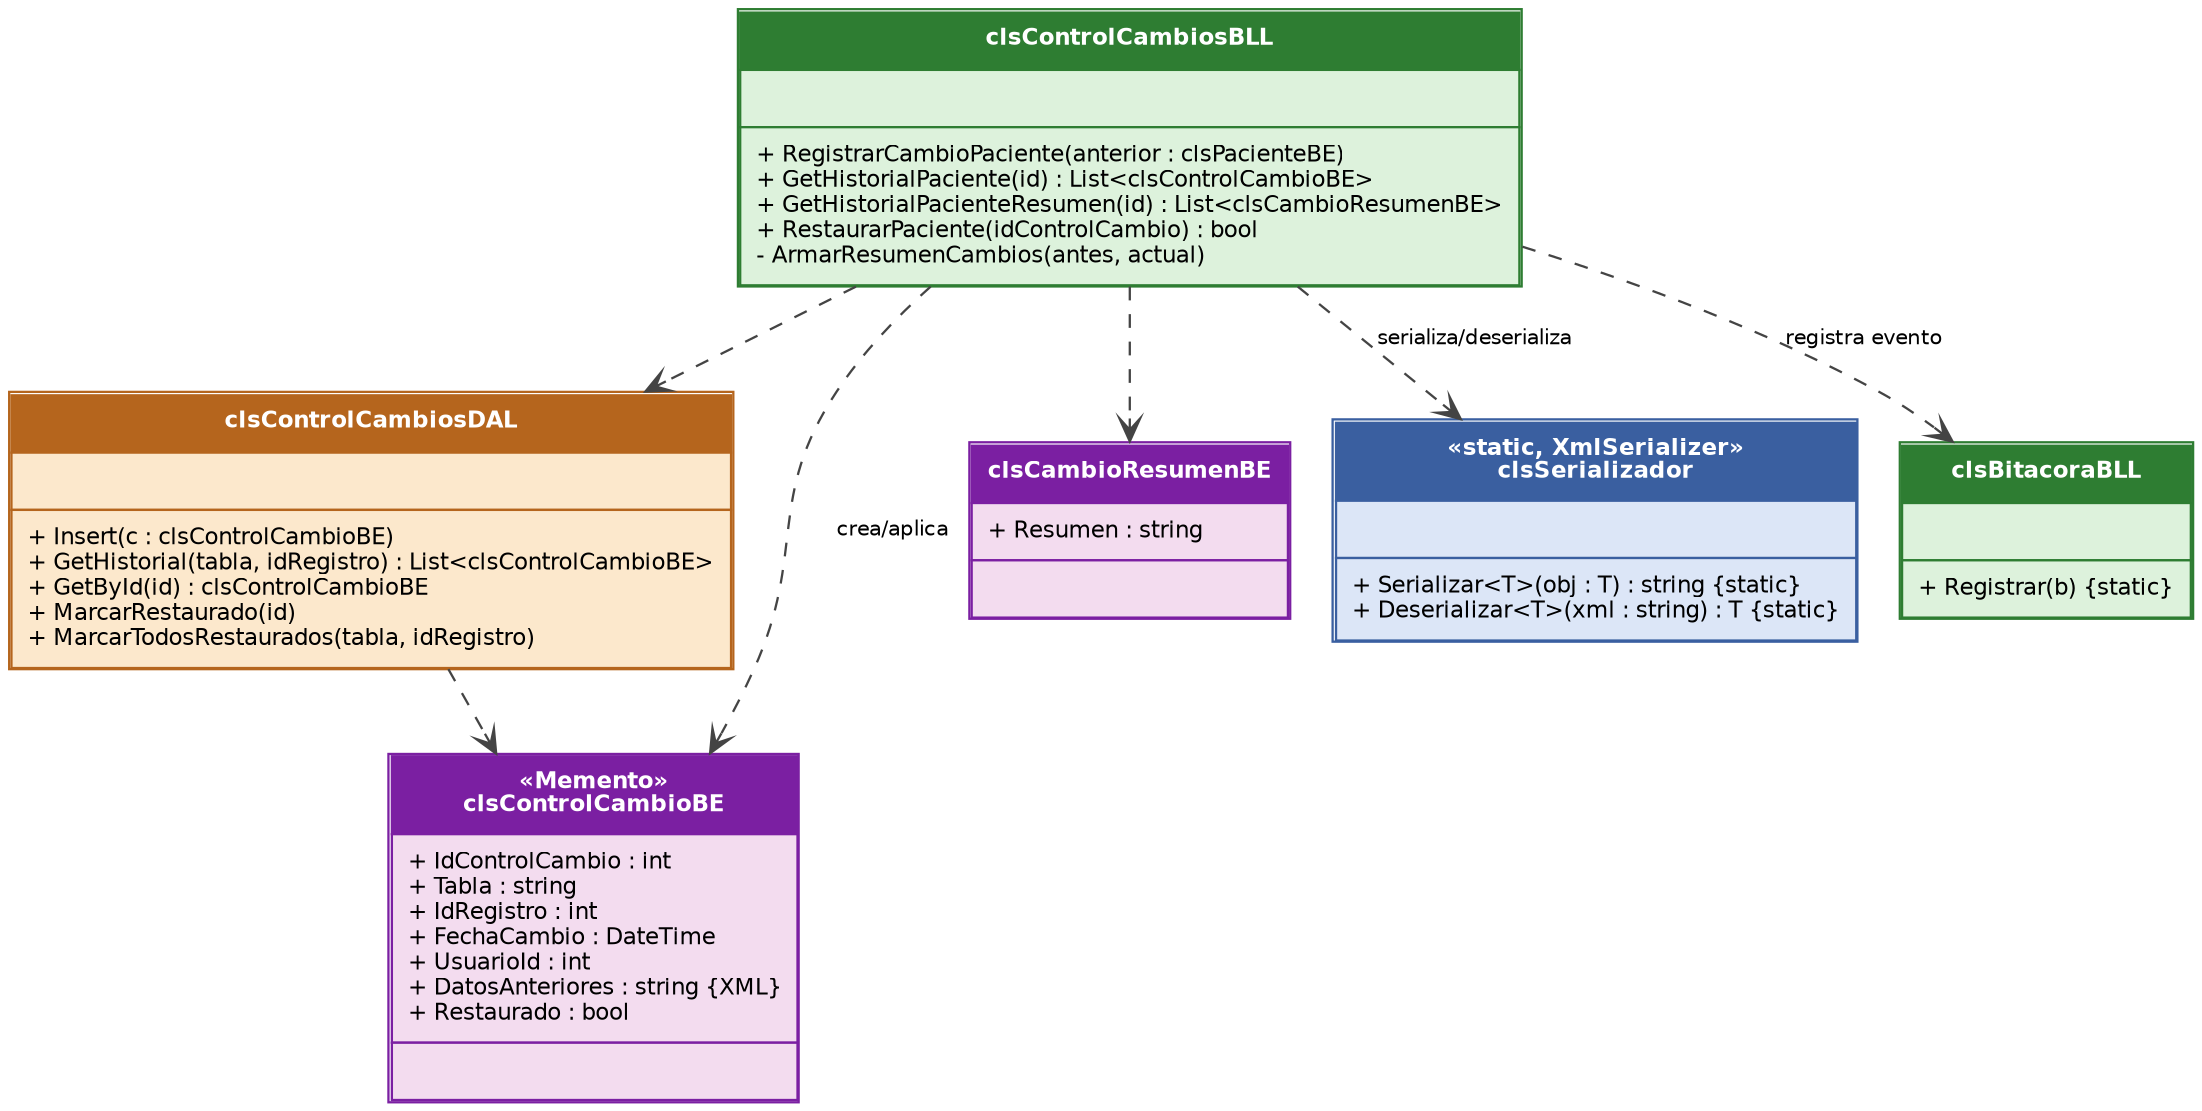 clsControlCambiosBLL
+ RegistrarCambioPaciente(anterior : clsPacienteBE)
+ GetHistorialPaciente(id) : List<clsControlCambioBE>
+ GetHistorialPacienteResumen(id) : List<clsCambioResumenBE>
+ RestaurarPaciente(idControlCambio) : bool
- ArmarResumenCambios(antes, actual)
serializa/deserializa
registra evento
clsControlCambiosDAL
+ Insert(c : clsControlCambioBE)
+ GetHistorial(tabla, idRegistro) : List<clsControlCambioBE>
+ GetById(id) : clsControlCambioBE
+ MarcarRestaurado(id)
+ MarcarTodosRestaurados(tabla, idRegistro)
crea/aplica
clsCambioResumenBE
+ Resumen : string
«static, XmlSerializer»
clsSerializador
+ Serializar<T>(obj : T) : string {static}
+ Deserializar<T>(xml : string) : T {static}
clsBitacoraBLL
+ Registrar(b) {static}
«Memento»
clsControlCambioBE
+ IdControlCambio : int
+ Tabla : string
+ IdRegistro : int
+ FechaCambio : DateTime
+ UsuarioId : int
+ DatosAnteriores : string {XML}
+ Restaurado : bool